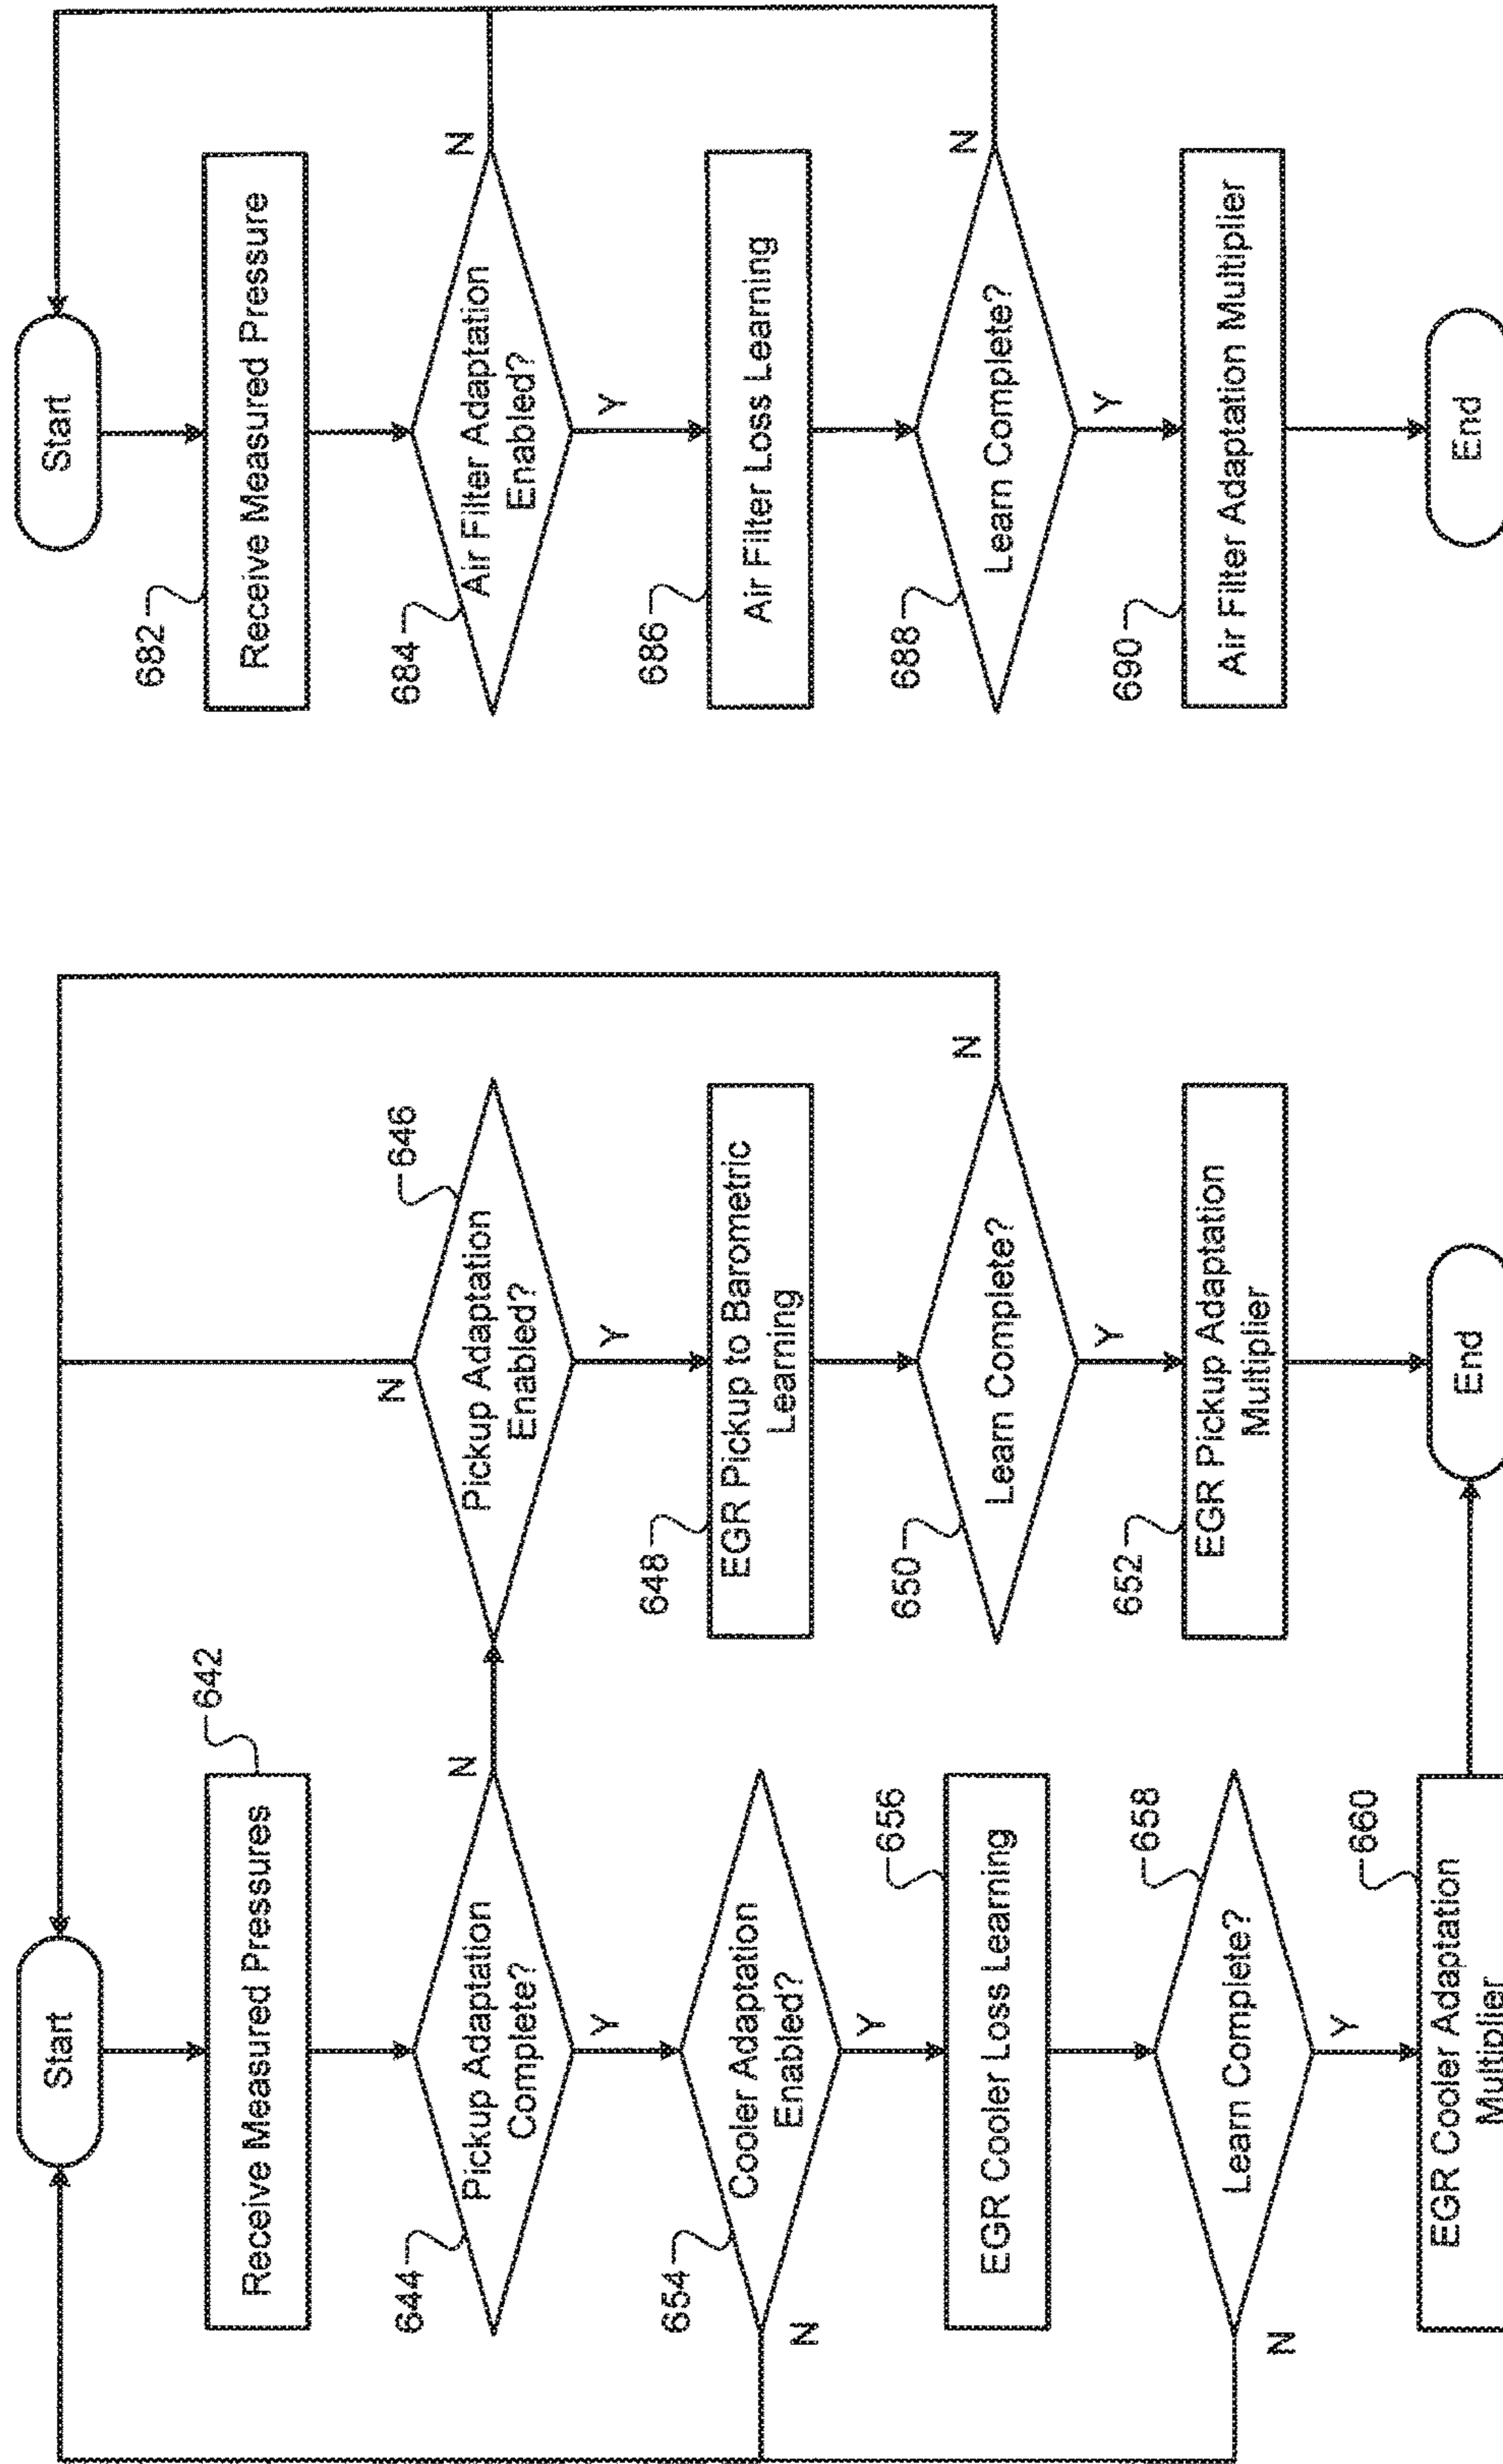 Start
642
Receive Measured Pressures
644
Pickup Adaptation
Complete?
N
Y
646
Pickup Adaptation
Enabled?
N
Y
648
EGR Pickup to Barometric
Learning
650
Learn Complete?
N
Y
652
EGR Pickup Adaptation
Multiplier
End
654
Cooler Adaptation
Enabled?
N
Y
656
EGR Cooler Loss Learning
658
Learn Complete?
N
Y
660
EGR Cooler Adaptation
Multiplier
Start
682
Receive Measured Pressure
684
Air Filter Adaptation
Enabled?
N
Y
686
Air Filter Loss Learning
688
Learn Complete?
N
Y
690
Air Filter Adaptation Multiplier
End